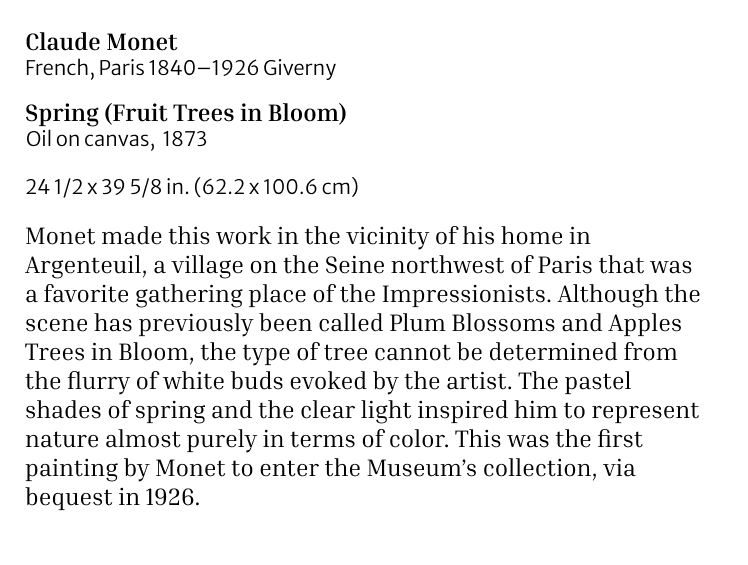 Claude Monet
French, Paris 1840–1926 Giverny
Spring (Fruit Trees in Bloom)
Oil on canvas, 1873
24 1/2 x 39 5/8 in. (62.2 x 100.6 cm)
Monet made this work in the vicinity of his home in
Argenteuil, a village on the Seine northwest of Paris that was
a favorite gathering place of the Impressionists. Although the
scene has previously been called Plum Blossoms and Apples
Trees in Bloom, the type of tree cannot be determined from
the flurry of white buds evoked by the artist. The pastel
shades of spring and the clear light inspired him to represent
nature almost purely in terms of color. This was the first
painting by Monet to enter the Museum’s collection, via
bequest in 1926.